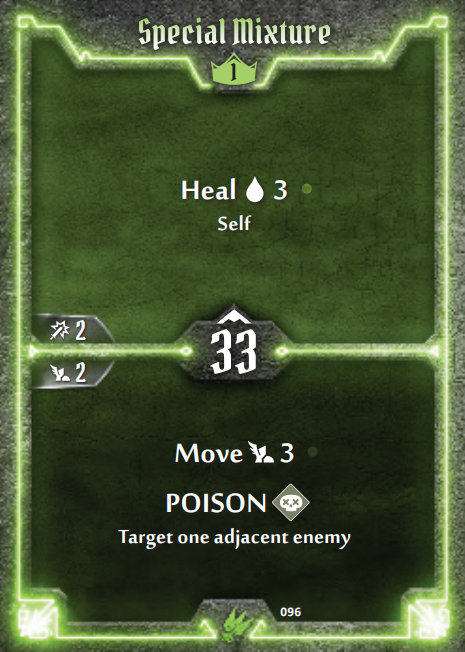 Special Mixture
1
Heal 3
Self
2
33
2
Move 3
POISON
Target one adjacent enemy
096